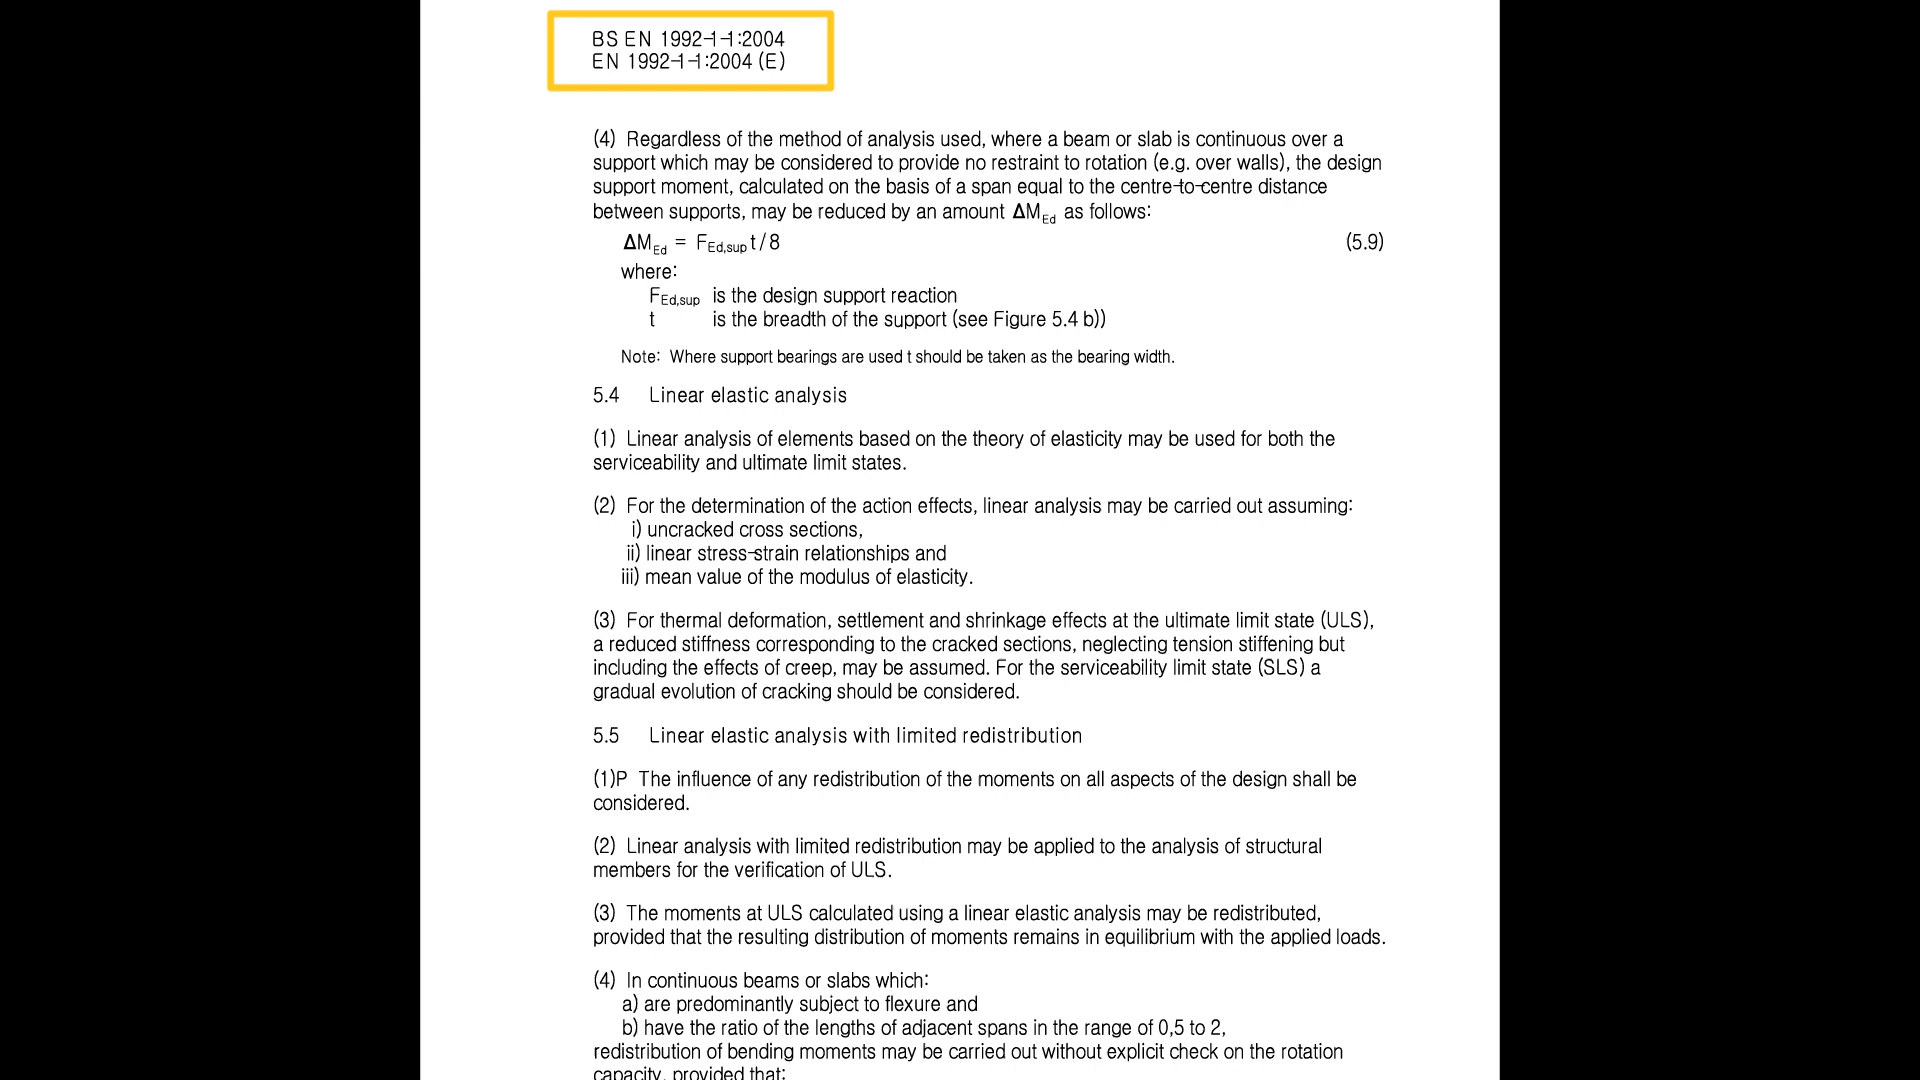 BS EN 1992-1-1:2004
EN 1992-1-1:2004 (E)
(4) Regardless of the method of analysis used, where a beam or slab is continuous over a
support which may be considered to provide no restraint to rotation (e.g. over walls), the design
support moment, calculated on the basis of a span equal to the centre-to-centre distance
between supports, may be reduced by an amount ΔM_Ed as follows:
ΔM_Ed = F_Ed,sup t / 8 (5.9)
where:
F_Ed,sup is the design support reaction
t is the breadth of the support (see Figure 5.4 b))
Note: Where support bearings are used t should be taken as the bearing width.
5.4 Linear elastic analysis
(1) Linear analysis of elements based on the theory of elasticity may be used for both the
serviceability and ultimate limit states.
(2) For the determination of the action effects, linear analysis may be carried out assuming:
i) uncracked cross sections,
ii) linear stress-strain relationships and
iii) mean value of the modulus of elasticity.
(3) For thermal deformation, settlement and shrinkage effects at the ultimate limit state (ULS),
a reduced stiffness corresponding to the cracked sections, neglecting tension stiffening but
including the effects of creep, may be assumed. For the serviceability limit state (SLS) a
gradual evolution of cracking should be considered.
5.5 Linear elastic analysis with limited redistribution
(1)P The influence of any redistribution of the moments on all aspects of the design shall be
considered.
(2) Linear analysis with limited redistribution may be applied to the analysis of structural
members for the verification of ULS.
(3) The moments at ULS calculated using a linear elastic analysis may be redistributed,
provided that the resulting distribution of moments remains in equilibrium with the applied loads.
(4) In continuous beams or slabs which:
a) are predominantly subject to flexure and
b) have the ratio of the lengths of adjacent spans in the range of 0,5 to 2,
redistribution of bending moments may be carried out without explicit check on the rotation
capacity, provided that: